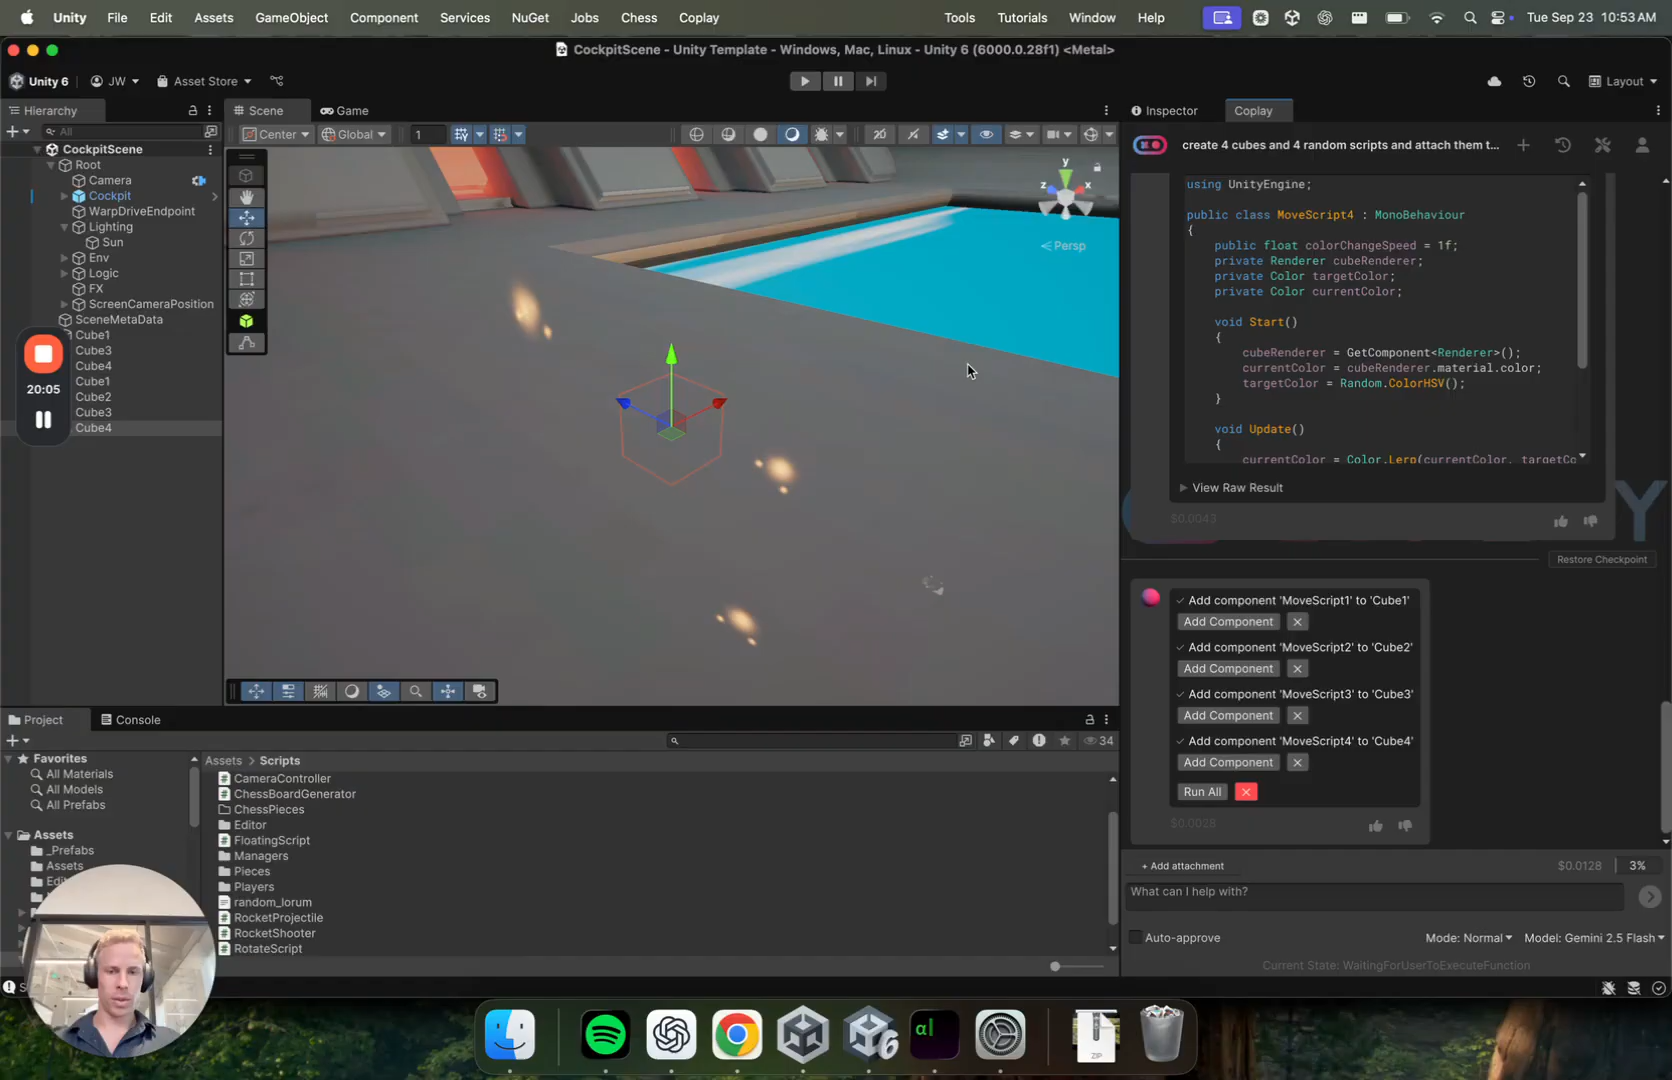 Unity File Edit Assets GameObject Component Services NuGet Jobs Chess Coplay Tools Tutorials Window Help Tue Sep 23 10:53 AM
CockpitScene - Unity Template - Windows, Mac, Linux - Unity 6 (6000.0.28f1) <Metal>
Unity 6 JW Asset Store Layout
Hierarchy
All
CockpitScene
Root
Camera
Cockpit
WarpDriveEndpoint
Lighting
Sun
Env
Logic
FX
ScreenCameraPosition
SceneMetaData
Cube1
Cube3
Cube4
Cube1
Cube2
Cube3
Cube4
20:05
Scene Game
Center Global 1 2D
y
z x
Persp
Inspector Coplay
create 4 cubes and 4 random scripts and attach them t...
using UnityEngine;
public class MoveScript4 : MonoBehaviour
{
public float colorChangeSpeed = 1f;
private Renderer cubeRenderer;
private Color targetColor;
private Color currentColor;
void Start()
{
cubeRenderer = GetComponent<Renderer>();
currentColor = cubeRenderer.material.color;
targetColor = Random.ColorHSV();
}
void Update()
{
currentColor = Color.Lerp(currentColor, targetCo
View Raw Result
$0.0043
Y
Restore Checkpoint
Add component 'MoveScript1' to 'Cube1'
Add Component
Add component 'MoveScript2' to 'Cube2'
Add Component
Add component 'MoveScript3' to 'Cube3'
Add Component
Add component 'MoveScript4' to 'Cube4'
Add Component
Run All
$0.0028
+ Add attachment $0.0128 3%
What can I help with?
Auto-approve Mode: Normal Model: Gemini 2.5 Flash
Current State: WaitingForUserToExecuteFunction
Project Console
34
Favorites
All Materials
All Models
All Prefabs
Assets
_Prefabs
Assets
Assets > Scripts
CameraController
ChessBoardGenerator
ChessPieces
Editor
FloatingScript
Managers
Pieces
Players
random_lorum
RocketProjectile
RocketShooter
RotateScript
6
al
ZIP